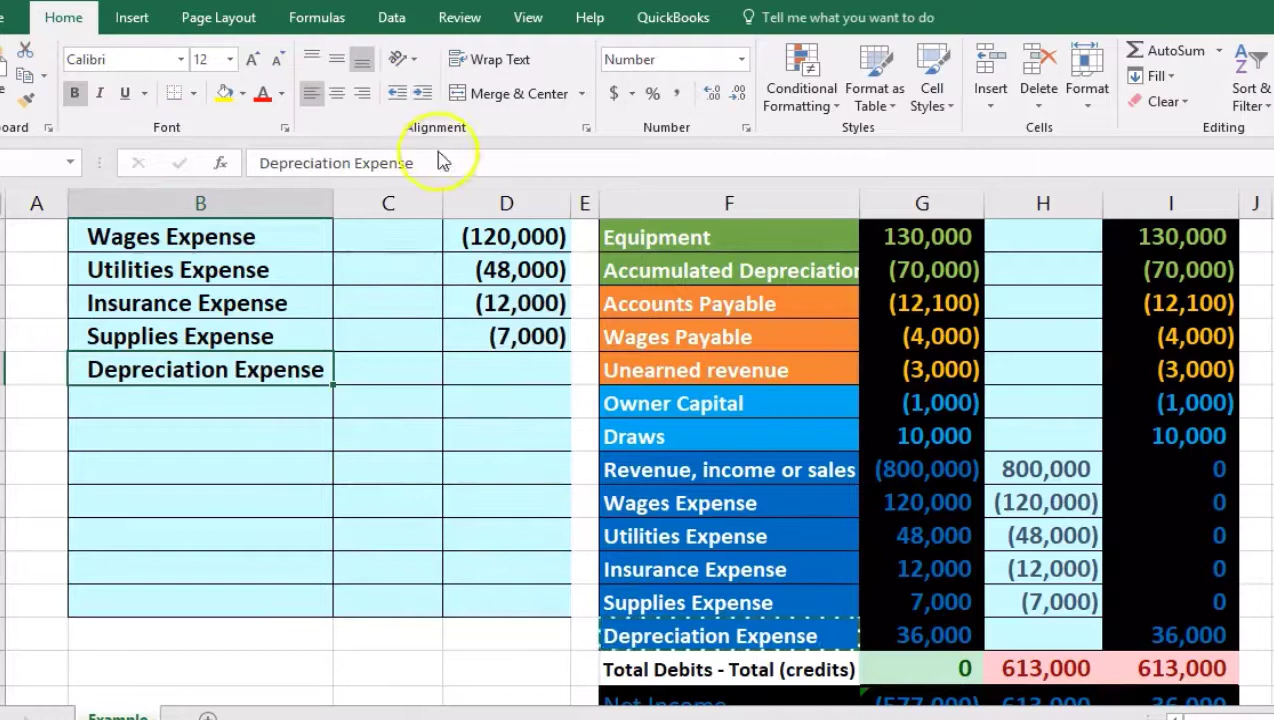 Home Insert Page Layout Formulas Data Review View Help QuickBooks Tell me what you want to do
Calibri 12 A A Wrap Text Number AutoSum
B I U A Merge & Center $ % , Conditional Formatting Format as Table Cell Styles Insert Delete Format Fill Clear Sort & Filter
oard Font Alignment Number Styles Cells Editing
fx Depreciation Expense
A B C D E F G H I J
Wages Expense (120,000) Equipment 130,000 130,000
Utilities Expense (48,000) Accumulated Depreciation (70,000) (70,000)
Insurance Expense (12,000) Accounts Payable (12,100) (12,100)
Supplies Expense (7,000) Wages Payable (4,000) (4,000)
Depreciation Expense Unearned revenue (3,000) (3,000)
Owner Capital (1,000) (1,000)
Draws 10,000 10,000
Revenue, income or sales (800,000) 800,000 0
Wages Expense 120,000 (120,000) 0
Utilities Expense 48,000 (48,000) 0
Insurance Expense 12,000 (12,000) 0
Supplies Expense 7,000 (7,000) 0
Depreciation Expense 36,000 36,000
Total Debits - Total (credits) 0 613,000 613,000
Net Income (577,000) 613,000 36,000
Example